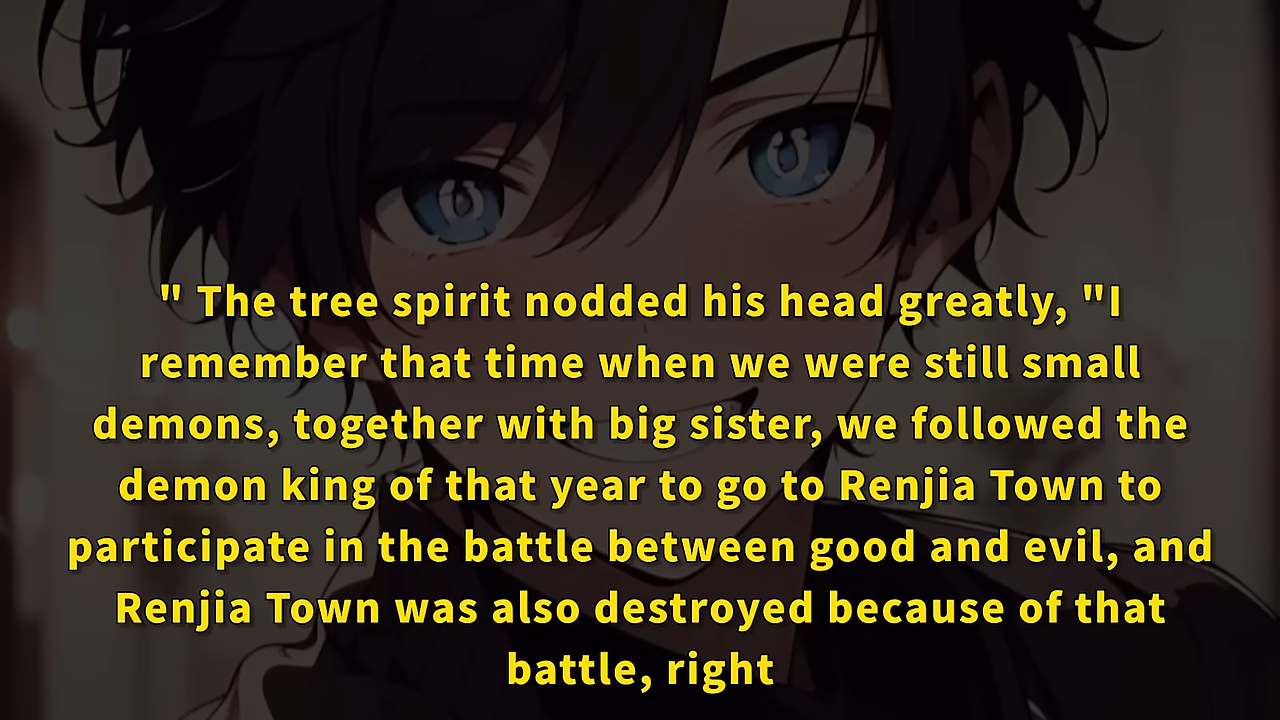 " The tree spirit nodded his head greatly, "I
remember that time when we were still small
demons, together with big sister, we followed the
demon king of that year to go to Renjia Town to
participate in the battle between good and evil, and
Renjia Town was also destroyed because of that
battle, right